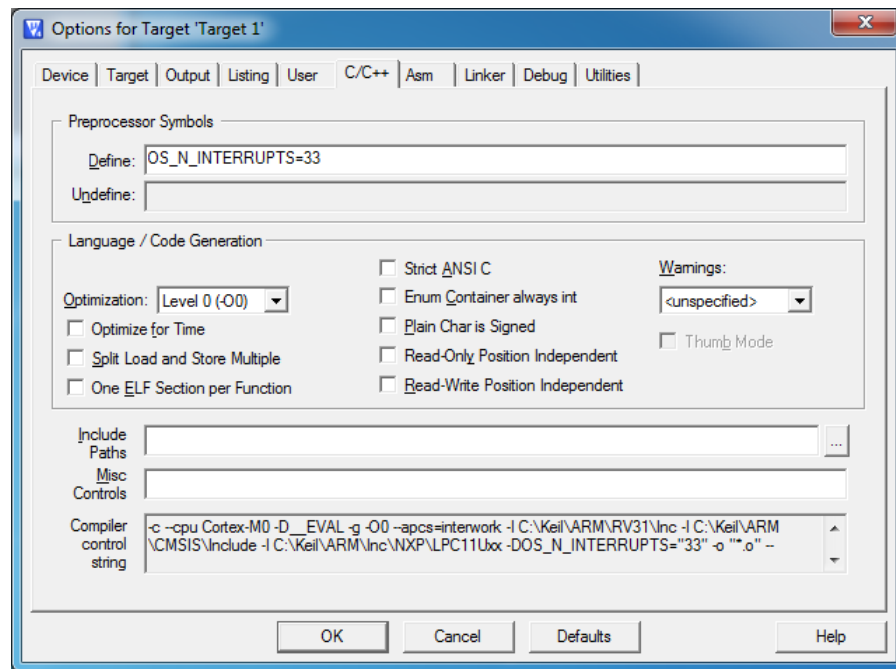 Options for Target 'Target 1'
Device Target Output Listing User C/C++ Asm Linker Debug Utilities
Preprocessor Symbols
Define: OS_N_INTERRUPTS=33
Undefine:
Language / Code Generation
Strict ANSI C
Warnings:
Optimization: Level 0 (-O0)
Enum Container always int
<unspecified>
Optimize for Time
Plain Char is Signed
Thumb Mode
Split Load and Store Multiple
Read-Only Position Independent
One ELF Section per Function
Read-Write Position Independent
Include
Paths
...
Misc
Controls
Compiler
control
string
-c --cpu Cortex-M0 -D__EVAL -g -O0 --apcs=interwork -I C:\Keil\ARM\RV31\Inc -I C:\Keil\ARM
\CMSIS\Include -I C:\Keil\ARM\Inc\NXP\LPC11Uxx -DOS_N_INTERRUPTS="33" -o "*.o" --
OK Cancel Defaults Help